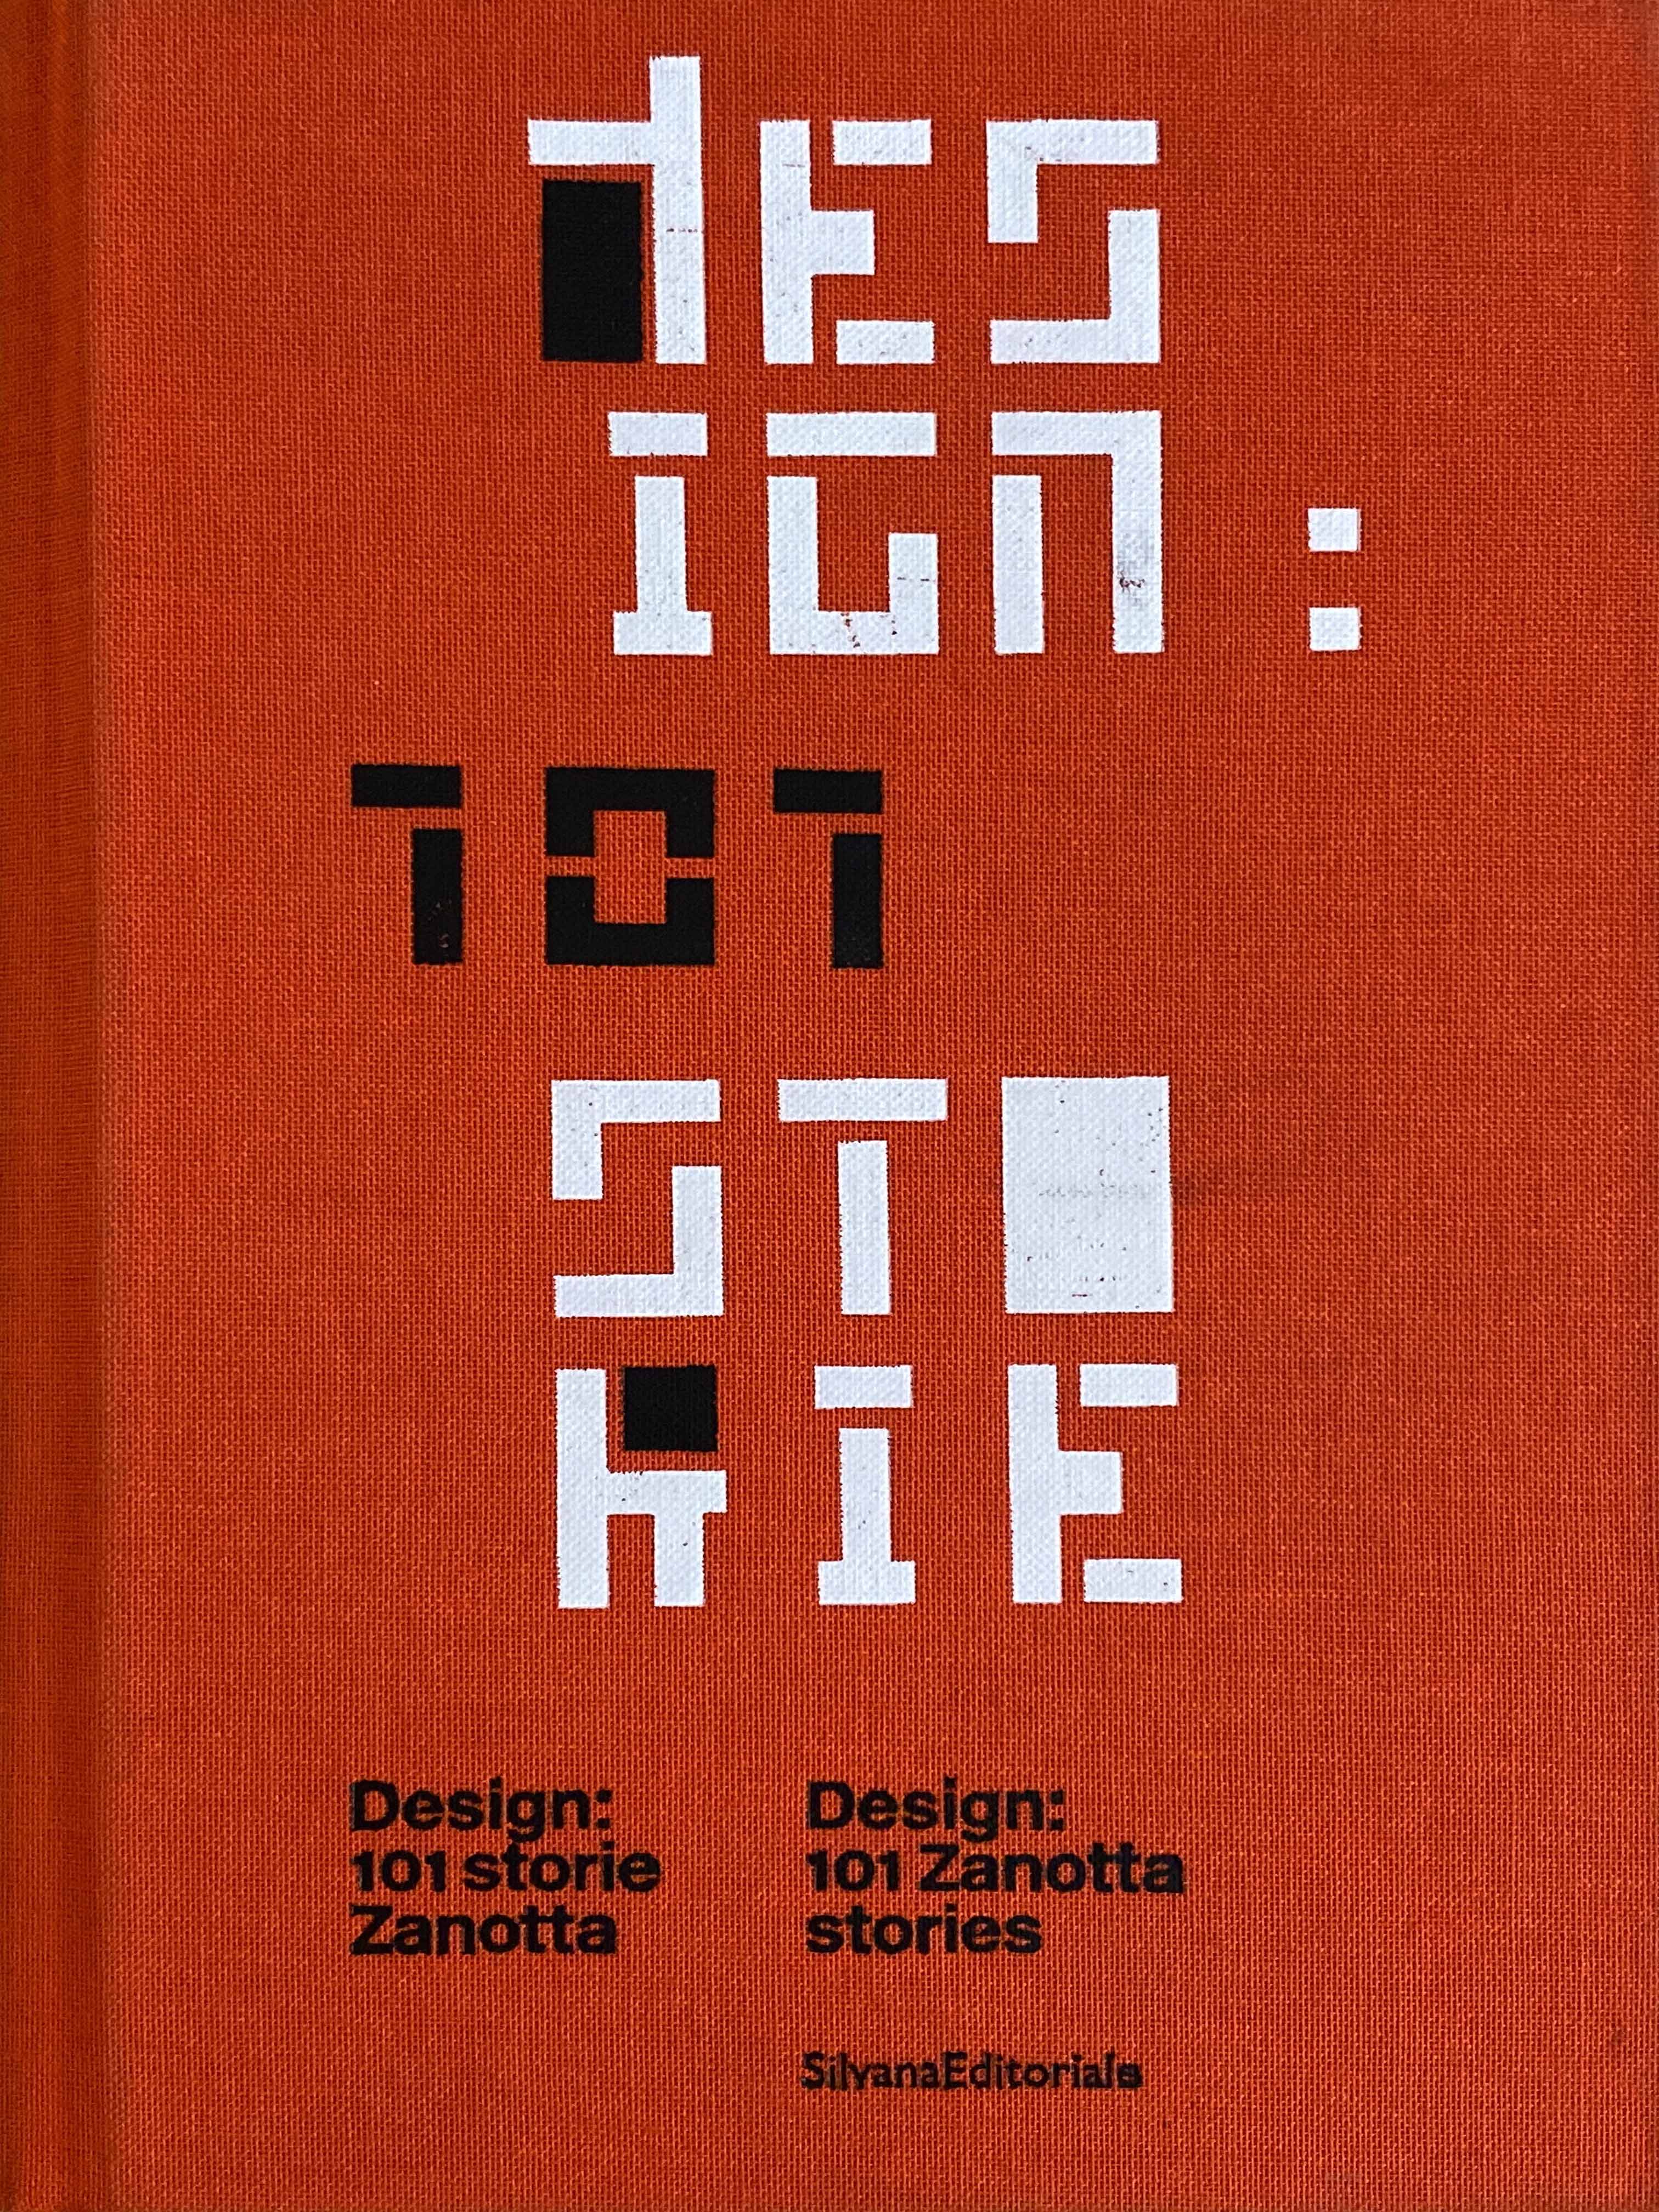 DES
IGN:
101
STO
RIE
Design:
101 storie
Zanotta
Design:
101 Zanotta
stories
SilvanaEditoriale